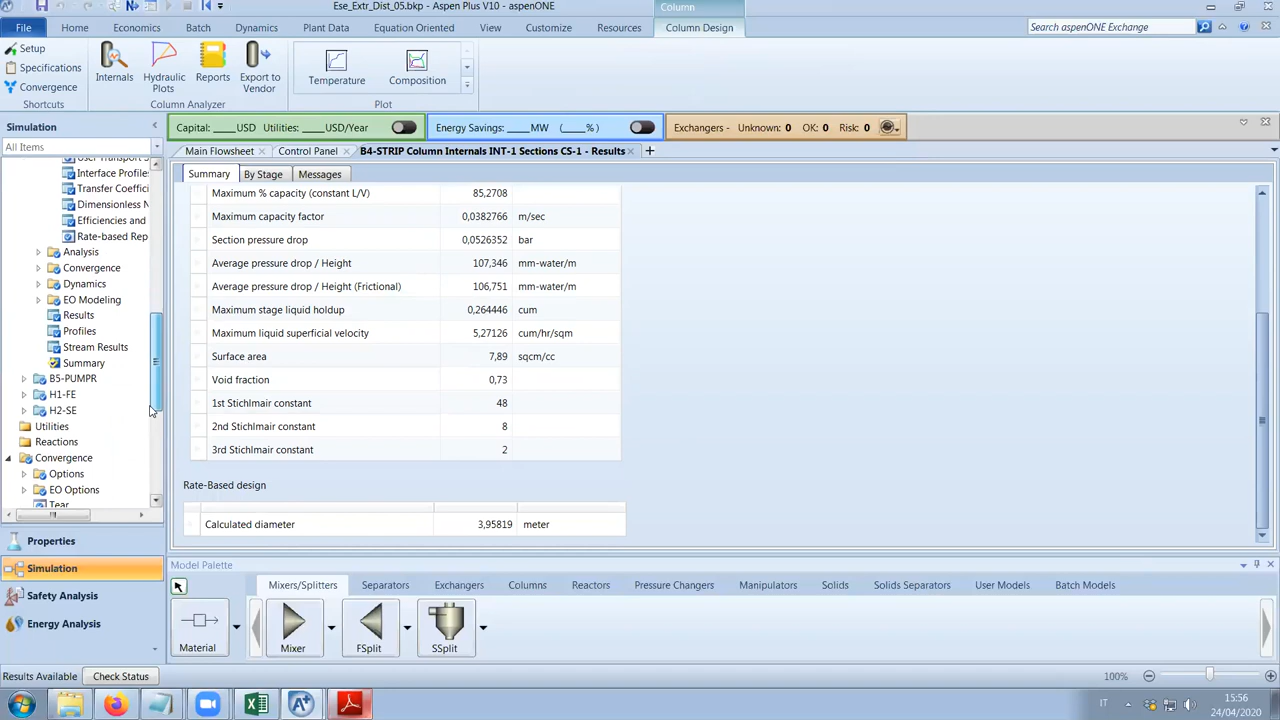 Ese_Extr_Dist_05.bkp - Aspen Plus V10 - aspenONE
Column
File Home Economics Batch Dynamics Plant Data Equation Oriented View Customize Resources Column Design Search aspenONE Exchange
Setup
Specifications
Convergence
Shortcuts
Internals
Hydraulic Plots
Reports
Export to Vendor
Column Analyzer
Temperature
Composition
Plot
Simulation
Capital: ____USD Utilities: ____USD/Year
Energy Savings: ____MW (____%)
Exchangers - Unknown: 0 OK: 0 Risk: 0
All Items
Main Flowsheet Control Panel B4-STRIP Column Internals INT-1 Sections CS-1 - Results
Summary By Stage Messages
Interface Profile
Transfer Coeffici
Dimensionless N
Efficiencies and
Rate-based Rep
Analysis
Convergence
Dynamics
EO Modeling
Results
Profiles
Stream Results
Summary
B5-PUMPR
H1-FE
H2-SE
Utilities
Reactions
Convergence
Options
EO Options
Tear
Maximum % capacity (constant L/V) 85,2708
Maximum capacity factor 0,0382766 m/sec
Section pressure drop 0,0526352 bar
Average pressure drop / Height 107,346 mm-water/m
Average pressure drop / Height (Frictional) 106,751 mm-water/m
Maximum stage liquid holdup 0,264446 cum
Maximum liquid superficial velocity 5,27126 cum/hr/sqm
Surface area 7,89 sqcm/cc
Void fraction 0,73
1st Stichlmair constant 48
2nd Stichlmair constant 8
3rd Stichlmair constant 2
Rate-Based design
Calculated diameter 3,95819 meter
Properties
Simulation
Safety Analysis
Energy Analysis
Model Palette
Mixers/Splitters Separators Exchangers Columns Reactors Pressure Changers Manipulators Solids Solids Separators User Models Batch Models
Material Mixer FSplit SSplit
Results Available Check Status 100%
IT 15:56
24/04/2020